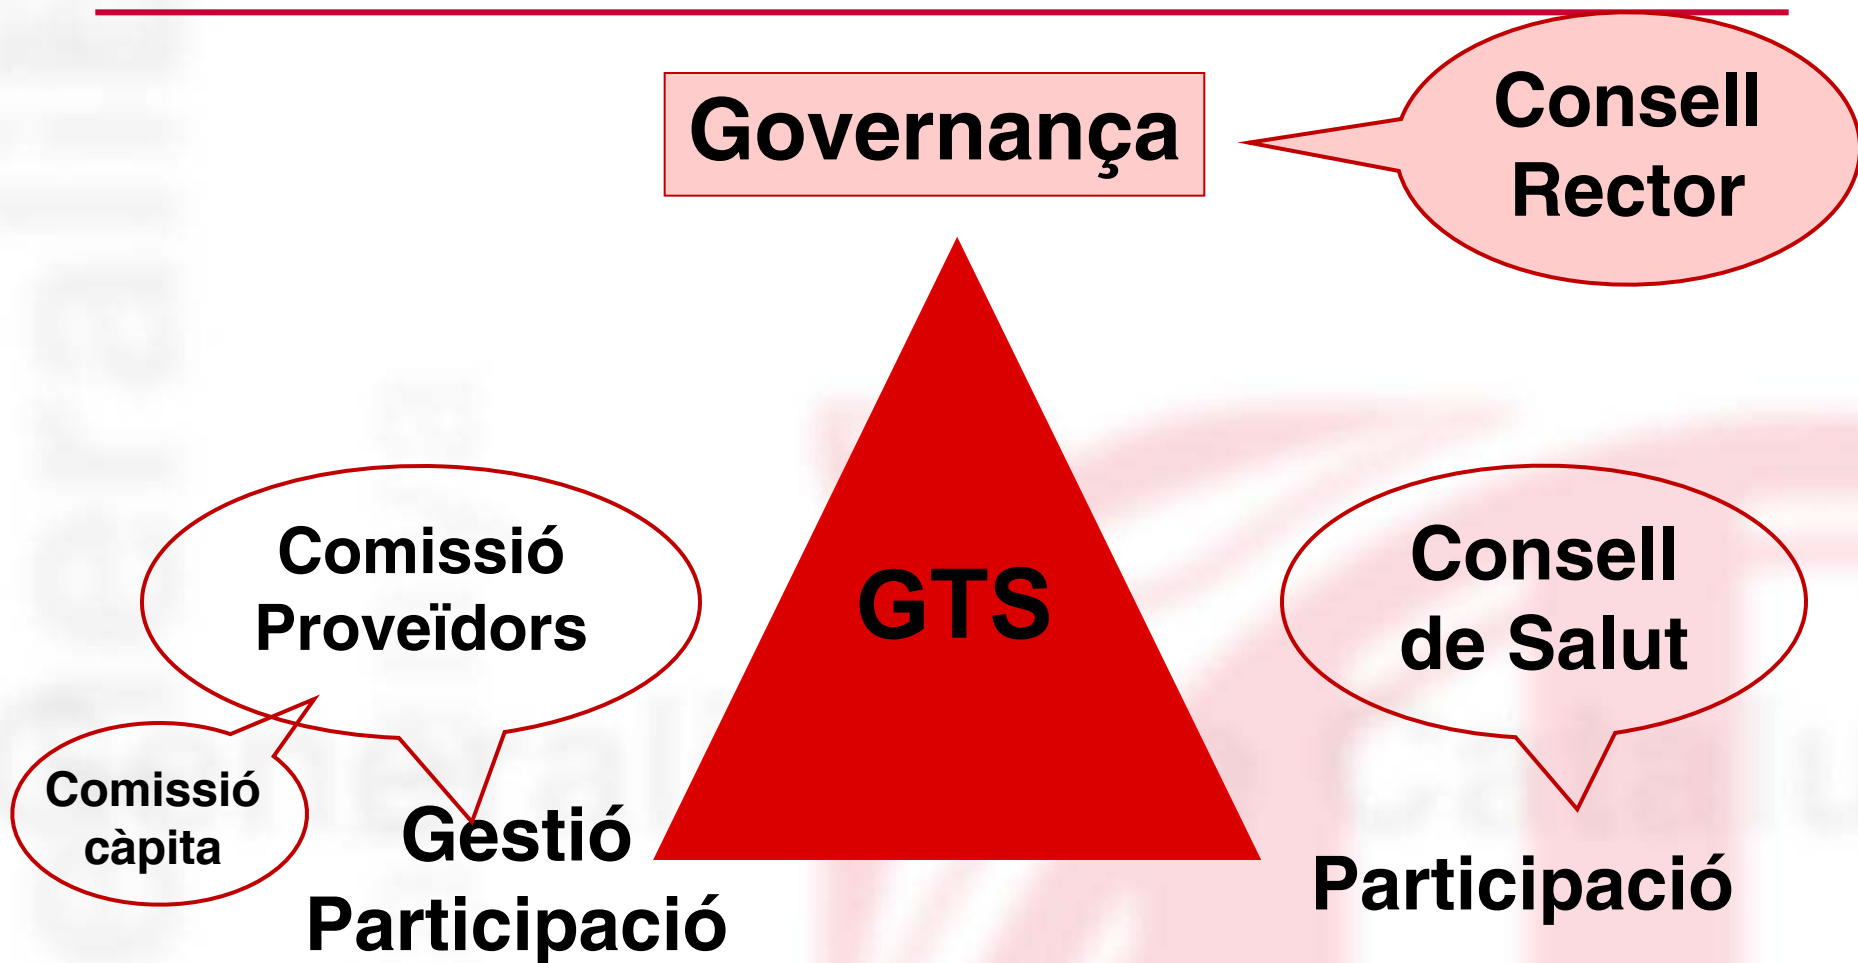 Governança
Consell
Rector
Comissió
Proveïdors
GTS
Consell
de Salut
Comissió
càpita
Gestió
Participació
Participació